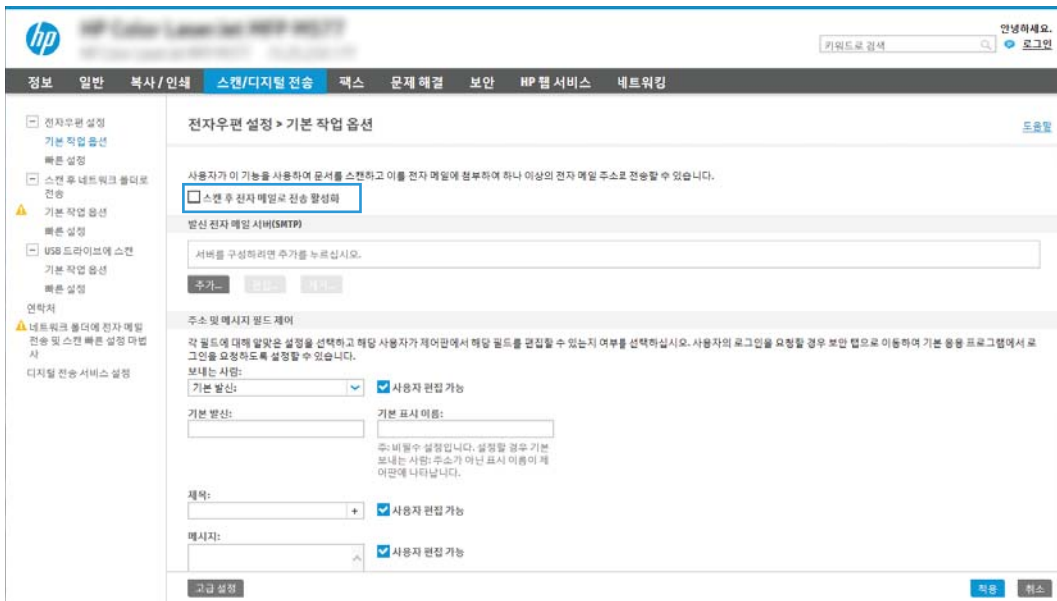 hp
안녕하세요.
키워드로 검색
로그인
정보 일반 복사 / 인쇄 스캔/디지털 전송 팩스 문제 해결 보안 HP 웹 서비스 네트워킹
전자우편 설정
기본 작업 옵션
빠른 설정
스캔 후 네트워크 폴더로
전송
기본 작업 옵션
빠른 설정
USB 드라이브에 스캔
기본 작업 옵션
빠른 설정
연락처
네트워크 폴더에 전자 메일
전송 및 스캔 빠른 설정 마법
사
디지털 전송 서비스 설정
전자우편 설정 > 기본 작업 옵션
도움말
사용자가 이 기능을 사용하여 문서를 스캔하고 이를 전자 메일에 첨부하여 하나 이상의 전자 메일 주소로 전송할 수 있습니다.
스캔 후 전자 메일로 전송 활성화
발신 전자 메일 서버(SMTP)
서버를 구성하려면 추가를 누르십시오.
추가... 편집... 제거...
주소 및 메시지 필드 제어
각 필드에 대해 알맞은 설정을 선택하고 해당 사용자가 제어판에서 해당 필드를 편집할 수 있는지 여부를 선택하십시오. 사용자의 로그인을 요청할 경우 보안 탭으로 이동하여 기본 응용 프로그램에서 로
그인을 요청하도록 설정할 수 있습니다.
보내는 사람:
기본 발신: 사용자 편집 가능
기본 발신: 기본 표시 이름:
주: 비필수 설정입니다. 설정할 경우 기본
보내는 사람: 주소가 아닌 표시 이름이 제
어판에 나타납니다.
제목:
+ 사용자 편집 가능
메시지:
사용자 편집 가능
고급 설정 적용 취소